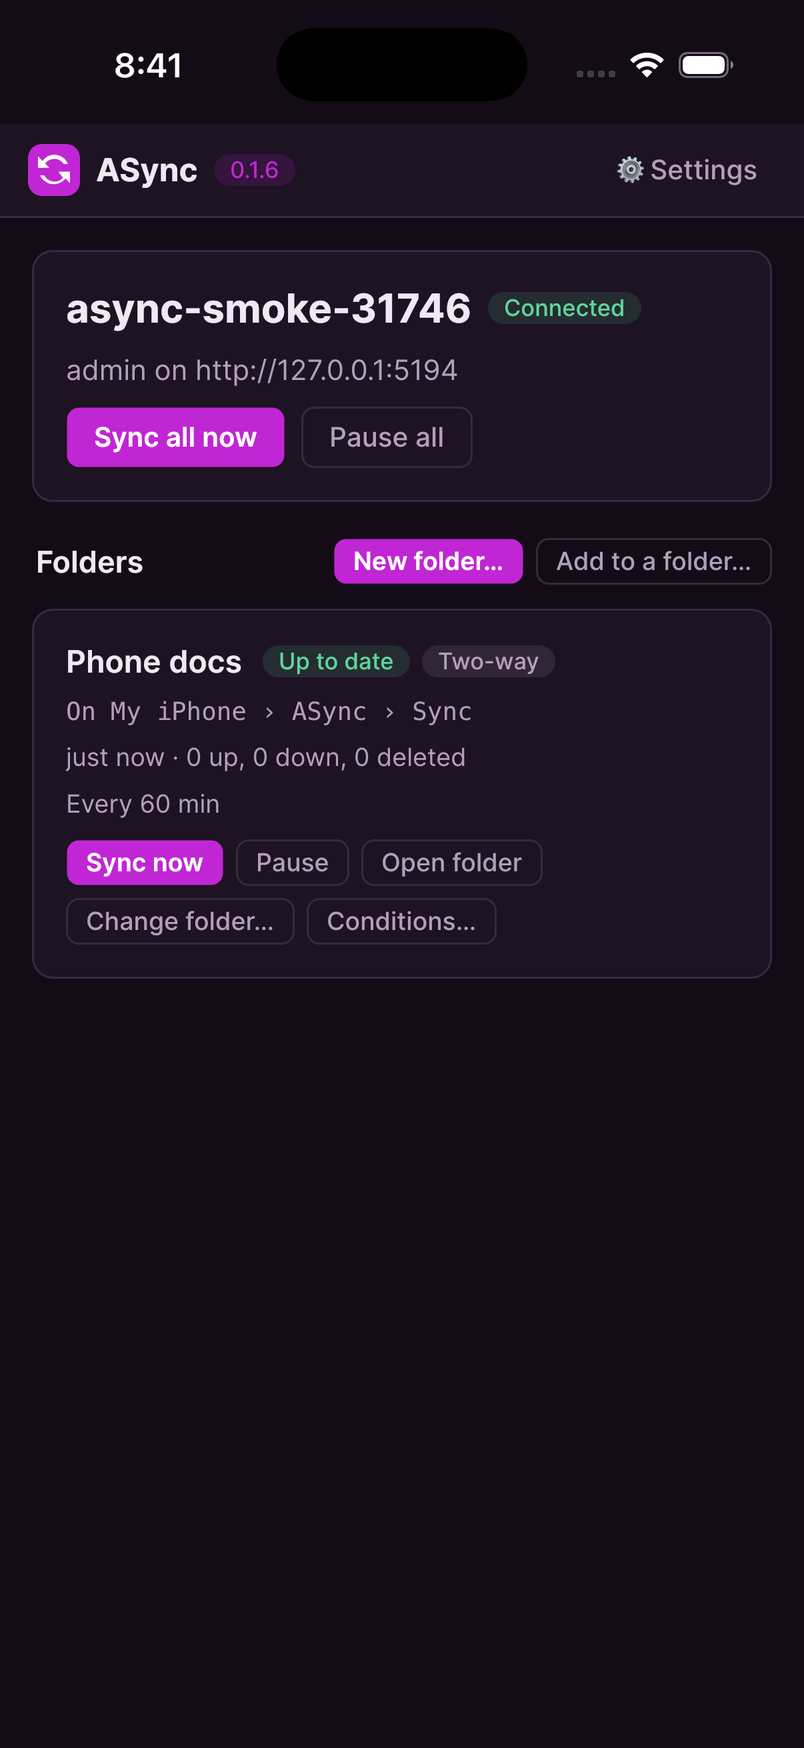 8:41
ASync 0.1.6 Settings
async-smoke-31746 Connected
admin on http://127.0.0.1:5194
Sync all now Pause all
Folders New folder... Add to a folder...
Phone docs Up to date Two-way
On My iPhone › ASync › Sync
just now · 0 up, 0 down, 0 deleted
Every 60 min
Sync now Pause Open folder
Change folder... Conditions...